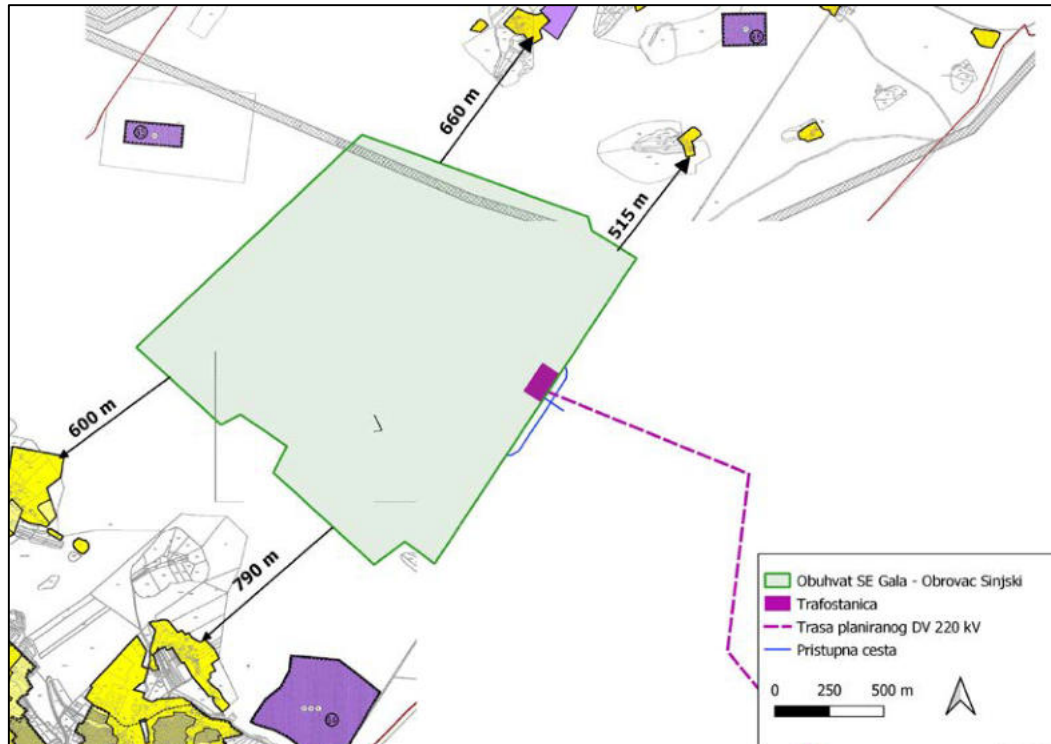 660 m
515 m
600 m
790 m
Obuhvat SE Gala - Obrovac Sinjski
Trafostanica
Trasa planiranog DV 220 kV
Pristupna cesta
0 250 500 m